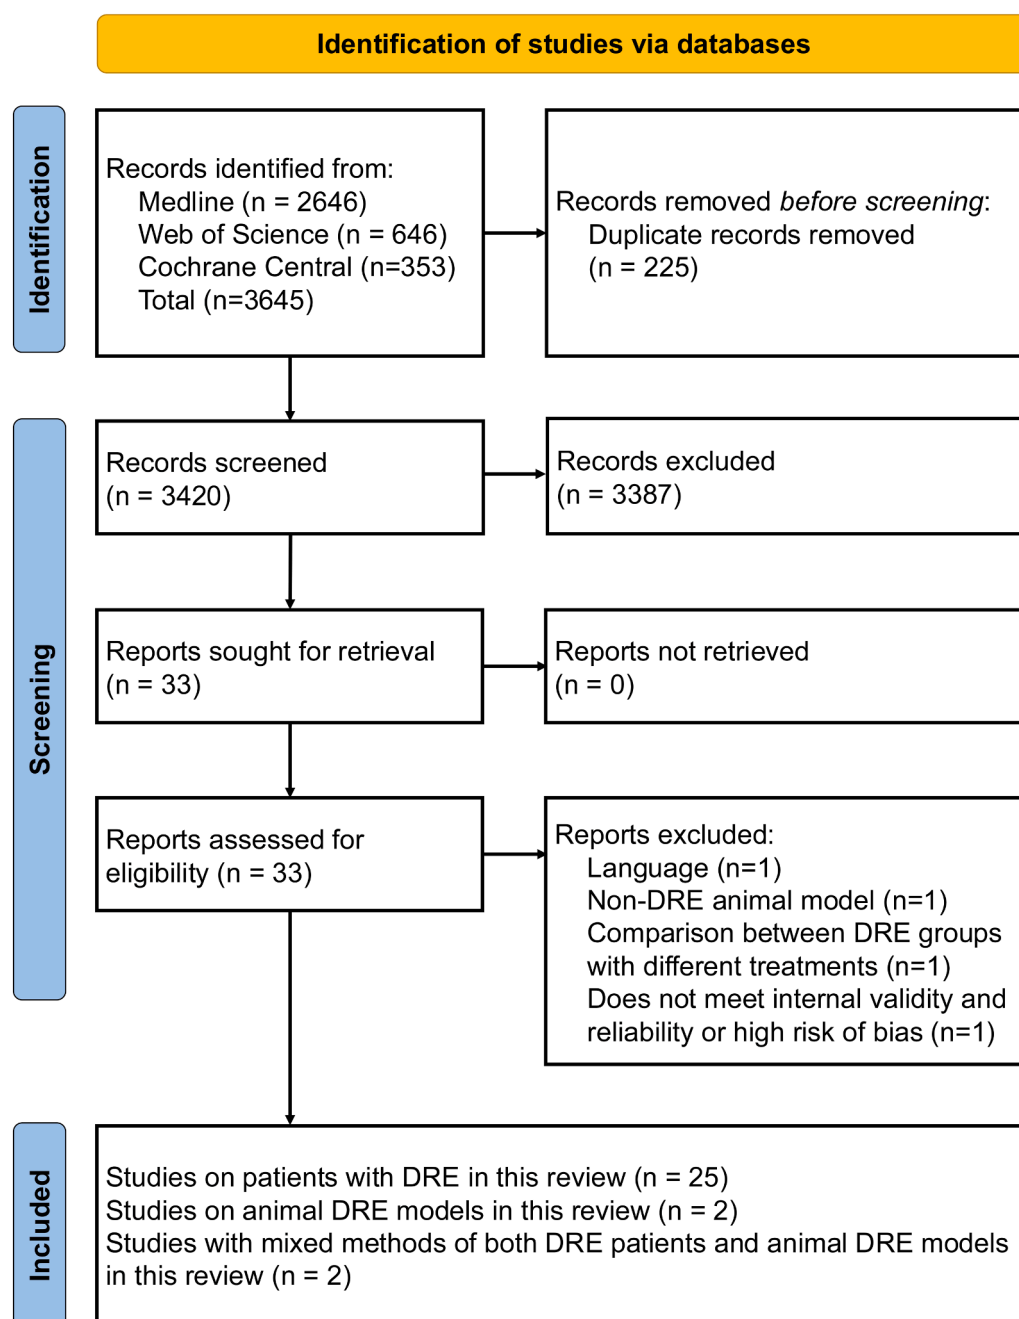 Identification of studies via databases
Identification
Records identified from:
Medline (n = 2646)
Web of Science (n = 646)
Cochrane Central (n=353)
Total (n=3645)
Records removed before screening:
Duplicate records removed
(n = 225)
Screening
Records screened
(n = 3420)
Records excluded
(n = 3387)
Reports sought for retrieval
(n = 33)
Reports not retrieved
(n = 0)
Reports assessed for
eligibility (n = 33)
Reports excluded:
Language (n=1)
Non-DRE animal model (n=1)
Comparison between DRE groups
with different treatments (n=1)
Does not meet internal validity and
reliability or high risk of bias (n=1)
Included
Studies on patients with DRE in this review (n = 25)
Studies on animal DRE models in this review (n = 2)
Studies with mixed methods of both DRE patients and animal DRE models
in this review (n = 2)